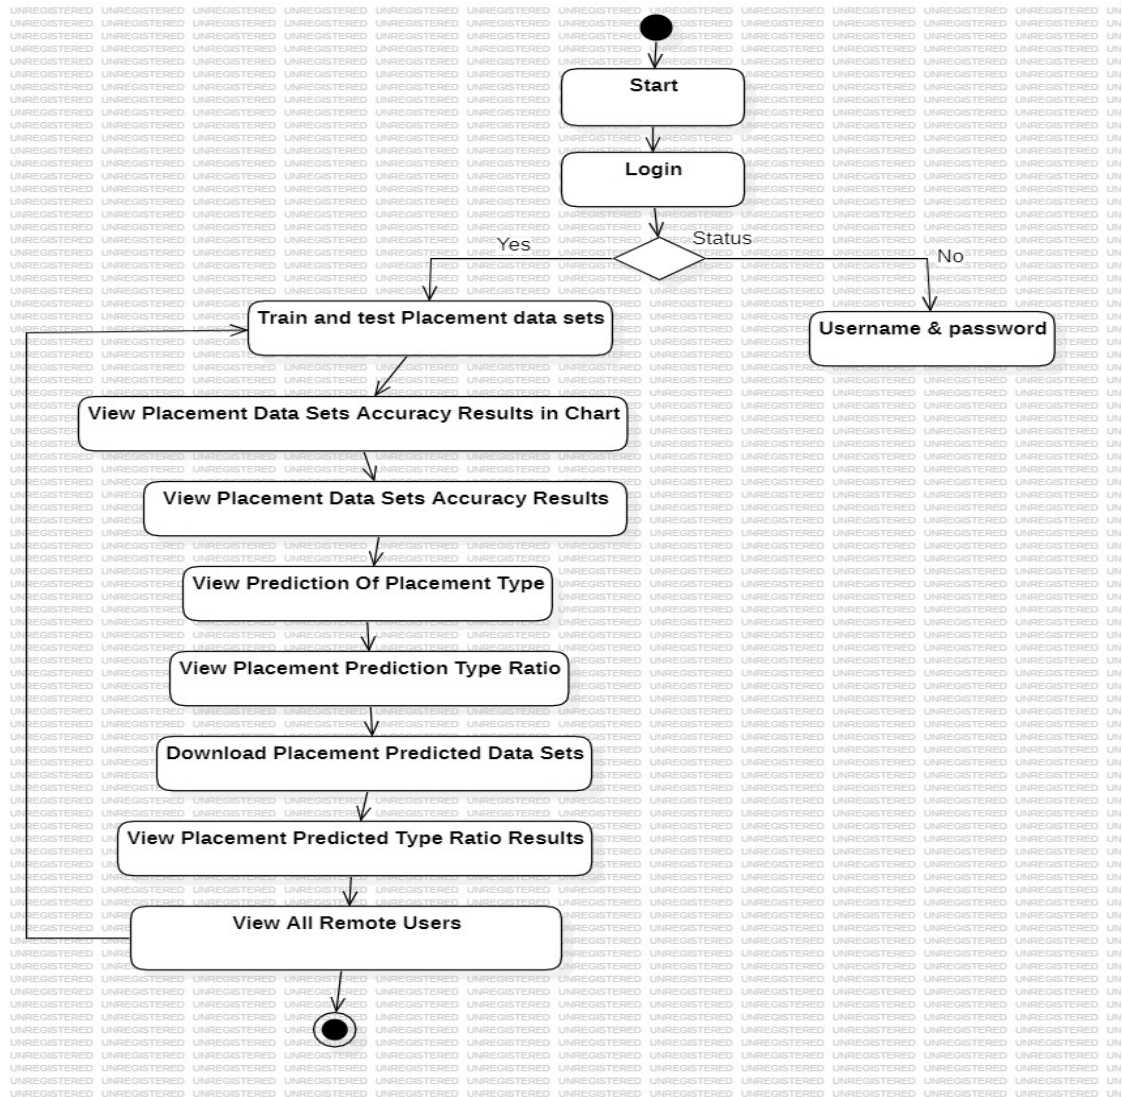 Start
Login
Status
Yes
No
Train and test Placement data sets
Username & password
View Placement Data Sets Accuracy Results in Chart
View Placement Data Sets Accuracy Results
View Prediction Of Placement Type
View Placement Prediction Type Ratio
Download Placement Predicted Data Sets
View Placement Predicted Type Ratio Results
View All Remote Users
UNREGISTERED